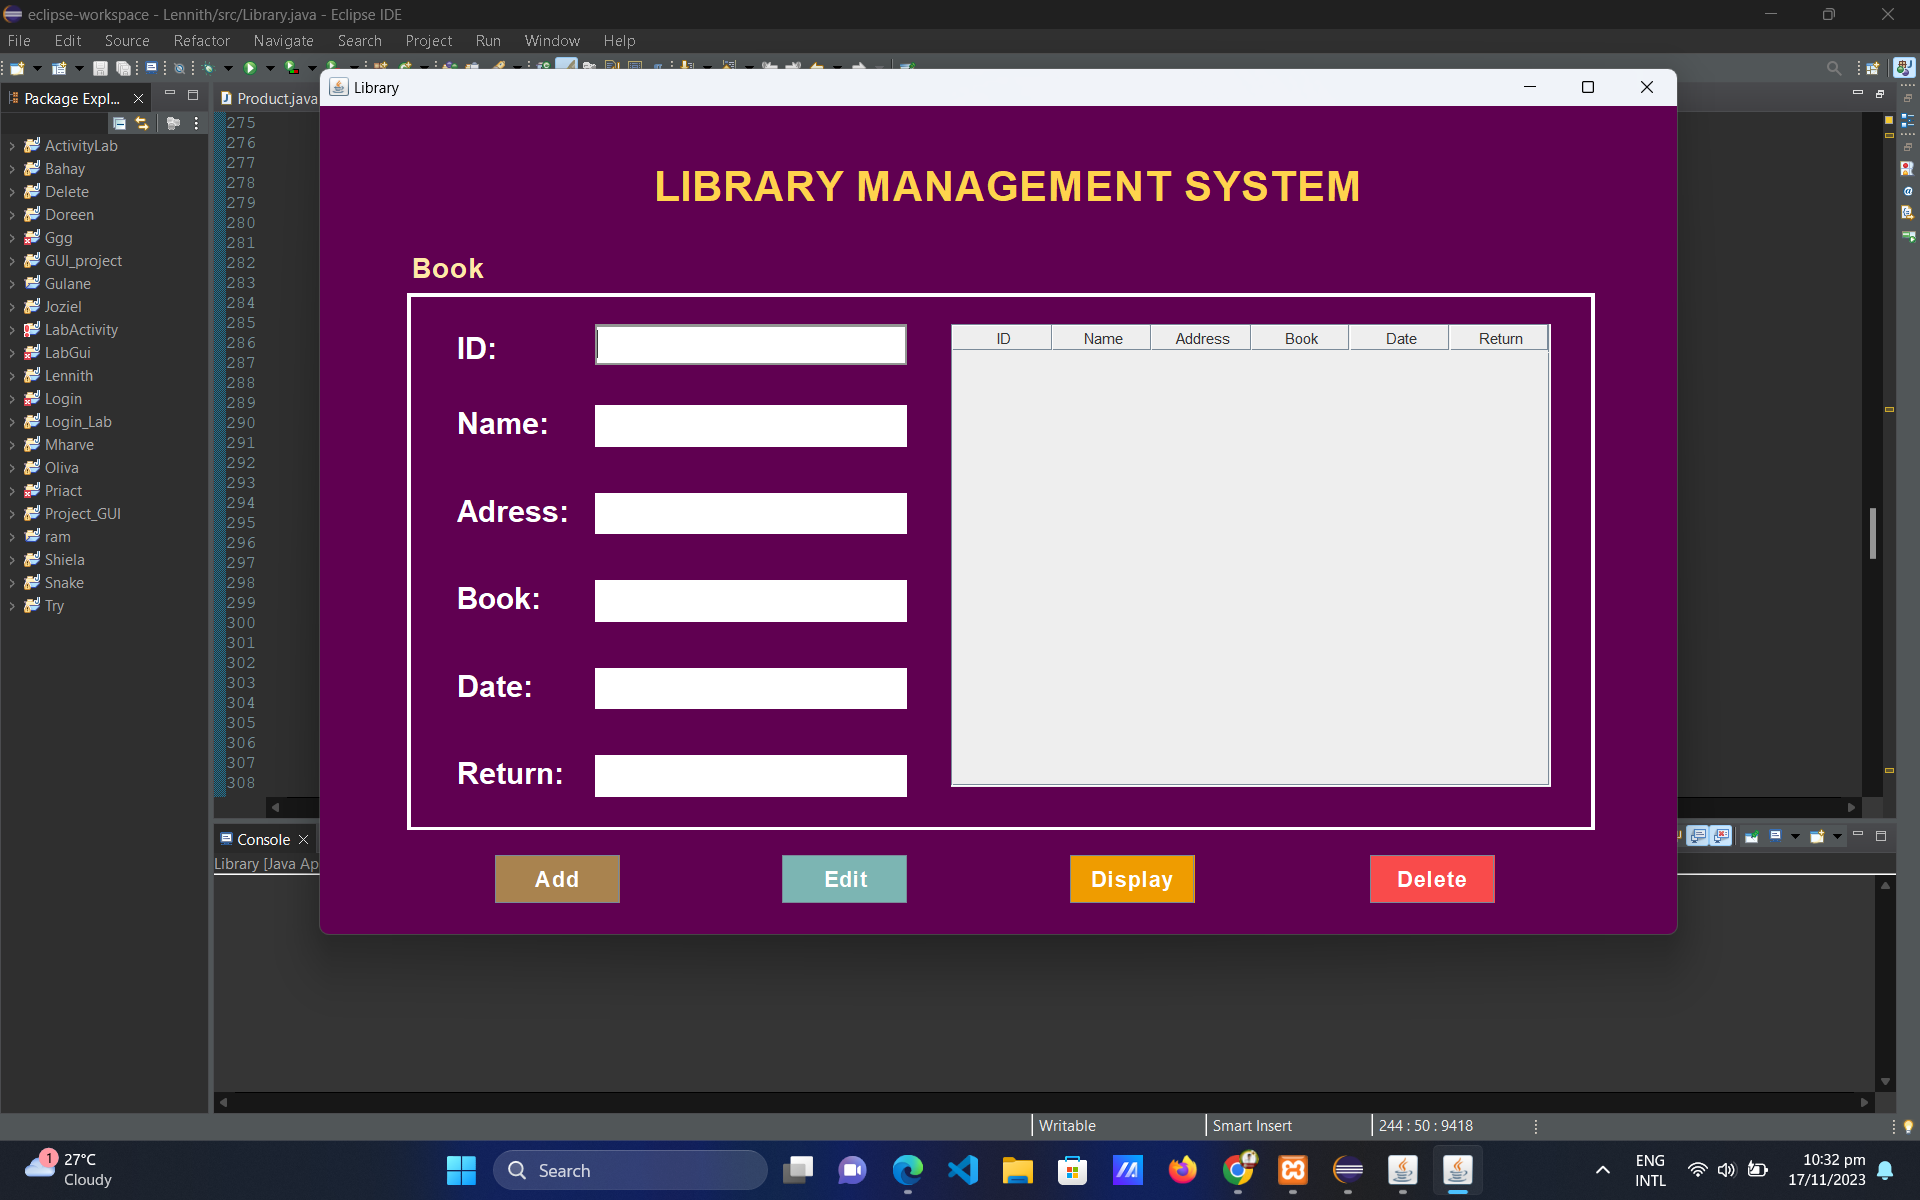 eclipse-workspace - Lennith/src/Library.java - Eclipse IDE
File Edit Source Refactor Navigate Search Project Run Window Help
Package Expl...
Product.java
Library
ActivityLab
Bahay
Delete
Doreen
Ggg
GUI_project
Gulane
Joziel
LabActivity
LabGui
Lennith
Login
Login_Lab
Mharve
Oliva
Priact
Project_GUI
ram
Shiela
Snake
Try
275
276
277
278
279
280
281
282
283
284
285
286
287
288
289
290
291
292
293
294
295
296
297
298
299
300
301
302
303
304
305
306
307
308
LIBRARY MANAGEMENT SYSTEM
Book
ID:
Name:
Adress:
Book:
Date:
Return:
ID Name Address Book Date Return
Add Edit Display Delete
Console
Library [Java Ap
Writable Smart Insert 244 : 50 : 9418
1
27°C
Cloudy
Search
ENG
INTL
10:32 pm
17/11/2023